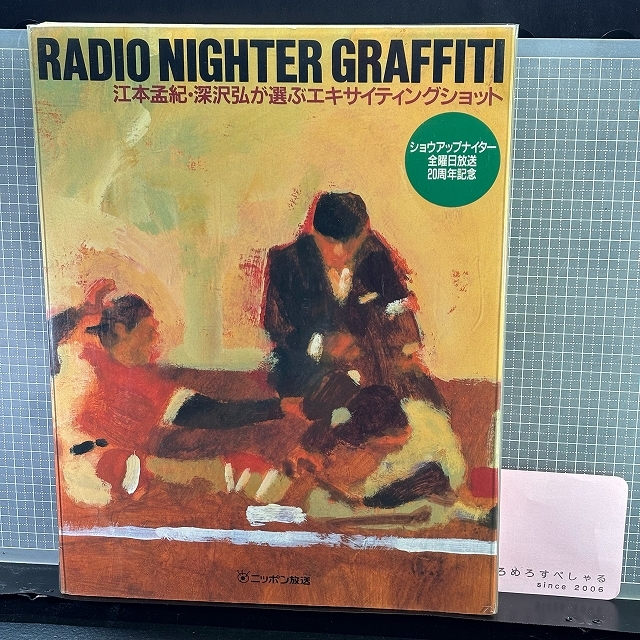 RADIO NIGHTER GRAFFITI
江本孟紀・深沢弘が選ぶエキサイティングショット
ショウアップナイター
全曜日放送
20周年記念
ニッポン放送
ろめろすぺしゃる
since 2006